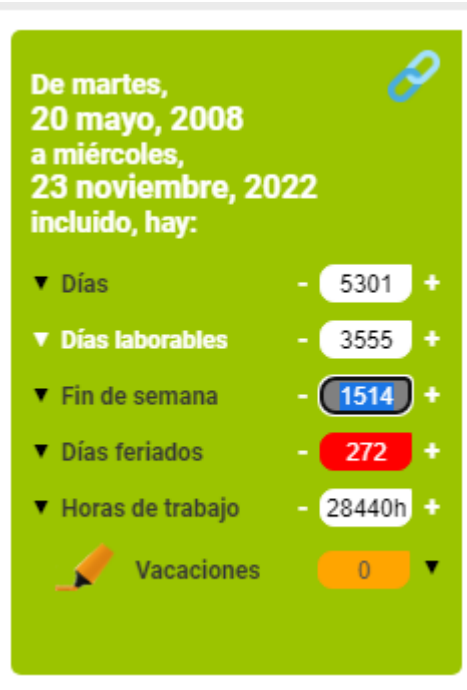 De martes,
20 mayo, 2008
a miércoles,
23 noviembre, 2022
incluido, hay:
▼ Días - 5301 +
▼ Días laborables - 3555 +
▼ Fin de semana - 1514 +
▼ Días feriados - 272 +
▼ Horas de trabajo - 28440h +
Vacaciones 0 ▼